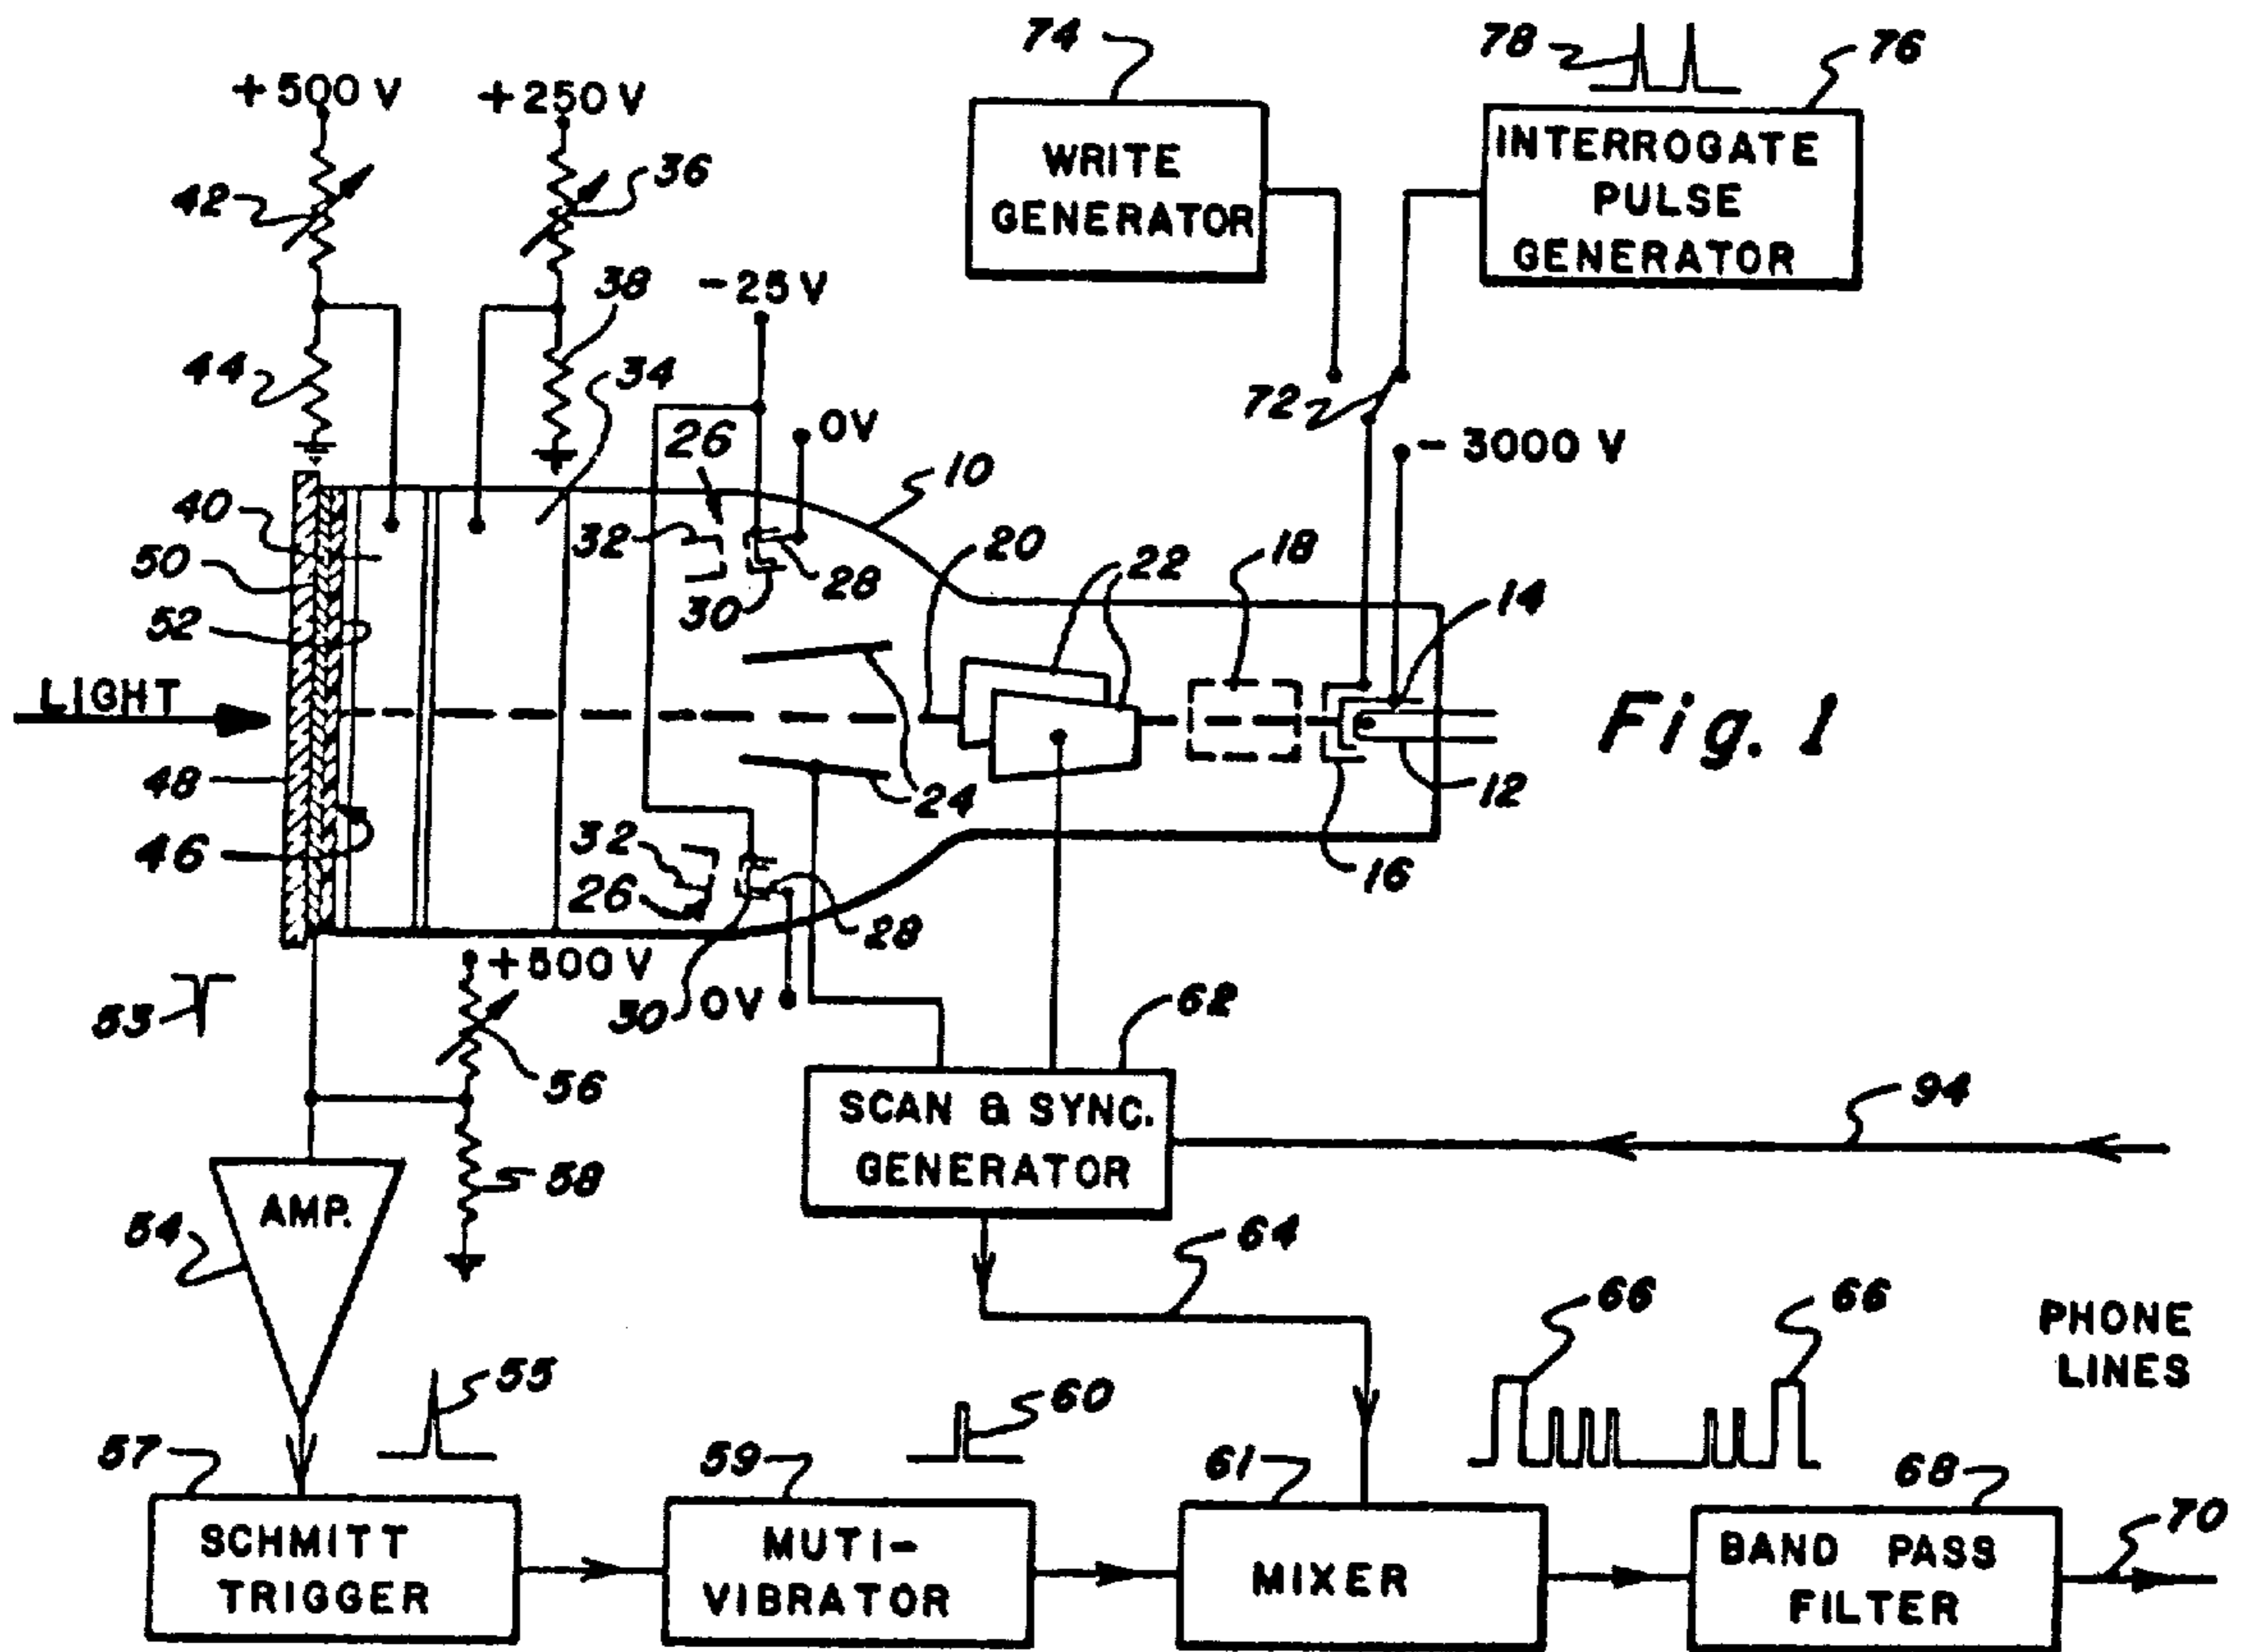 74
78
76
+500 V
+250 V
WRITE
GENERATOR
INTERROGATE
PULSE
GENERATOR
42
36
38
-25 V
44
34
72
26
0V
-3000 V
40
32
10
50
28
20
22
18
14
52
30
LIGHT
Fig. 1
48
24
12
46
32
16
26
28
+500 V
53
30
0V
62
56
SCAN & SYNC.
GENERATOR
94
58
AMP.
54
64
66
66
PHONE
LINES
55
60
57
59
61
68
70
SCHMITT
TRIGGER
MUTI-
VIBRATOR
MIXER
BAND PASS
FILTER